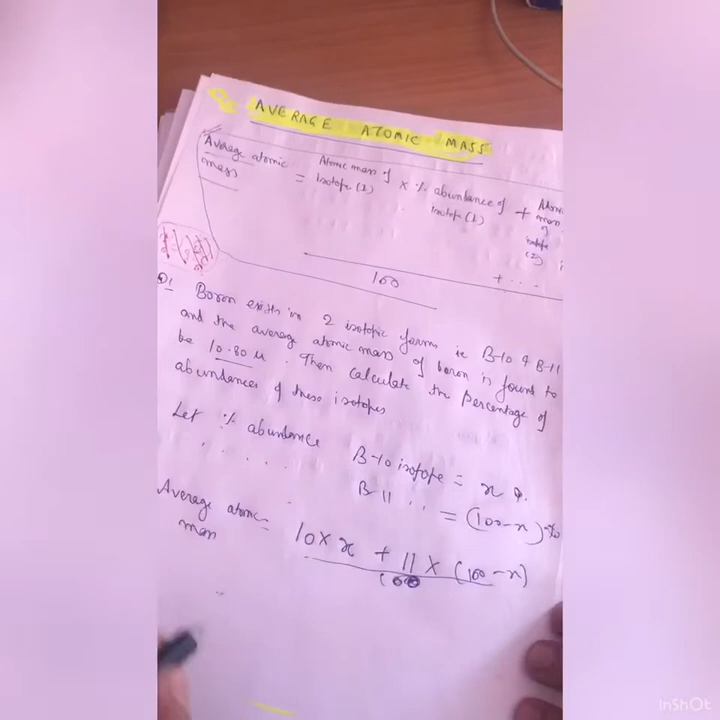 AVERAGE ATOMIC MASS
Average atomic mass = Atomic mass of isotope (1) × % abundance of isotop (1) + mass of isotope (2)
100 + ...
Q1 Boron exists in 2 isotopic forms ie B-10 & B-11
and the average atomic mass of boron is found to
be 10.80 u. Then calculate the percentage of
abundances of these isotopes
Let % abundance B-10 isotope = x %
" " " B 11 " = (100-x) %
Average atomic mass = 10 × x + 11 × (100-x)
100
InShOt